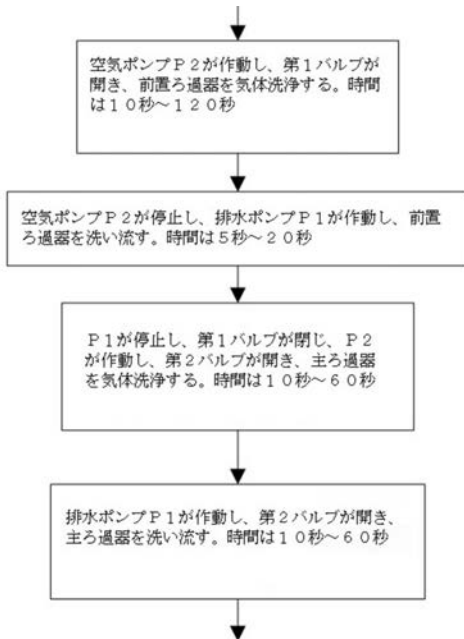 空気ポンプＰ２が作動し、第１バルブが
開き、前置ろ過器を気体洗浄する。時間
は１０秒～１２０秒
空気ポンプＰ２が停止し、排水ポンプＰ１が作動し、前置
ろ過器を洗い流す。時間は５秒～２０秒
Ｐ１が停止し、第１バルブが閉じ、Ｐ２
が作動し、第２バルブが開き、主ろ過器
を気体洗浄する。時間は１０秒～６０秒
排水ポンプＰ１が作動し、第２バルブが開き、
主ろ過器を洗い流す。時間は１０秒～６０秒